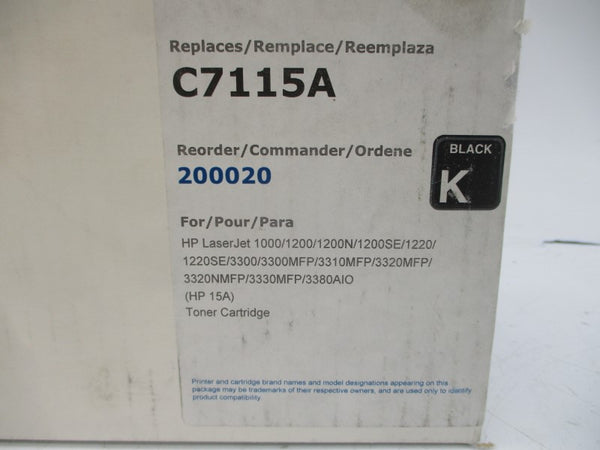 Replaces/Remplace/Reemplaza
C7115A
Reorder/Commander/Ordene
200020
BLACK
K
For/Pour/Para
HP LaserJet 1000/1200/1200N/1200SE/1220/
1220SE/3300/3300MFP/3310MFP/3320MFP/
3320NMFP/3330MFP/3380AIO
(HP 15A)
Toner Cartridge
Printer and cartridge brand names and model designations appearing on this
package may be trademarks of their respective owners, and are used only to identify
product compatibility.